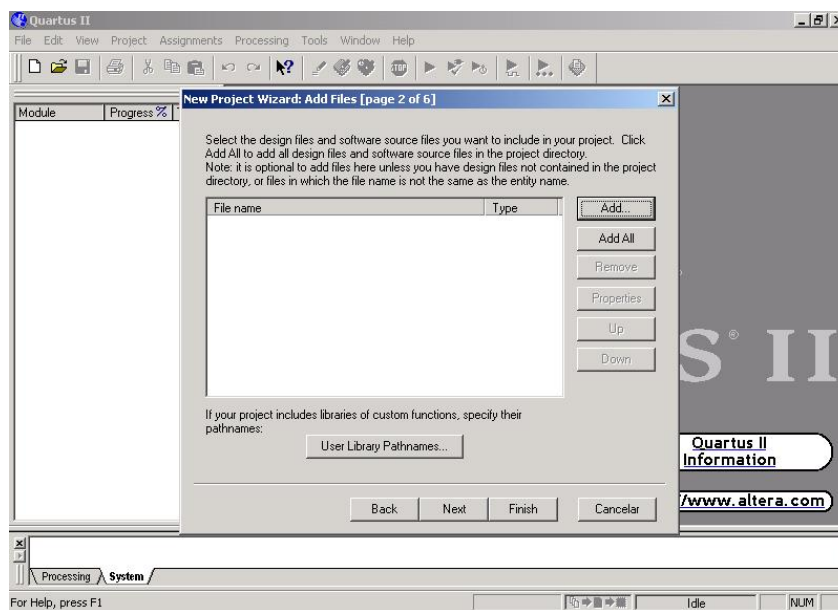 Quartus II
File Edit View Project Assignments Processing Tools Window Help
STOP
New Project Wizard: Add Files [page 2 of 6]
Module Progress %
Select the design files and software source files you want to include in your project. Click
Add All to add all design files and software source files in the project directory.
Note: it is optional to add files here unless you have design files not contained in the project
directory, or files in which the file name is not the same as the entity name.
File name Type Add...
Add All
Remove
Properties
Up
Down
S® II
If your project includes libraries of custom functions, specify their
pathnames:
User Library Pathnames...
Quartus II
Information
Back Next Finish Cancelar
/www.altera.com
Processing System
For Help, press F1 Idle NUM